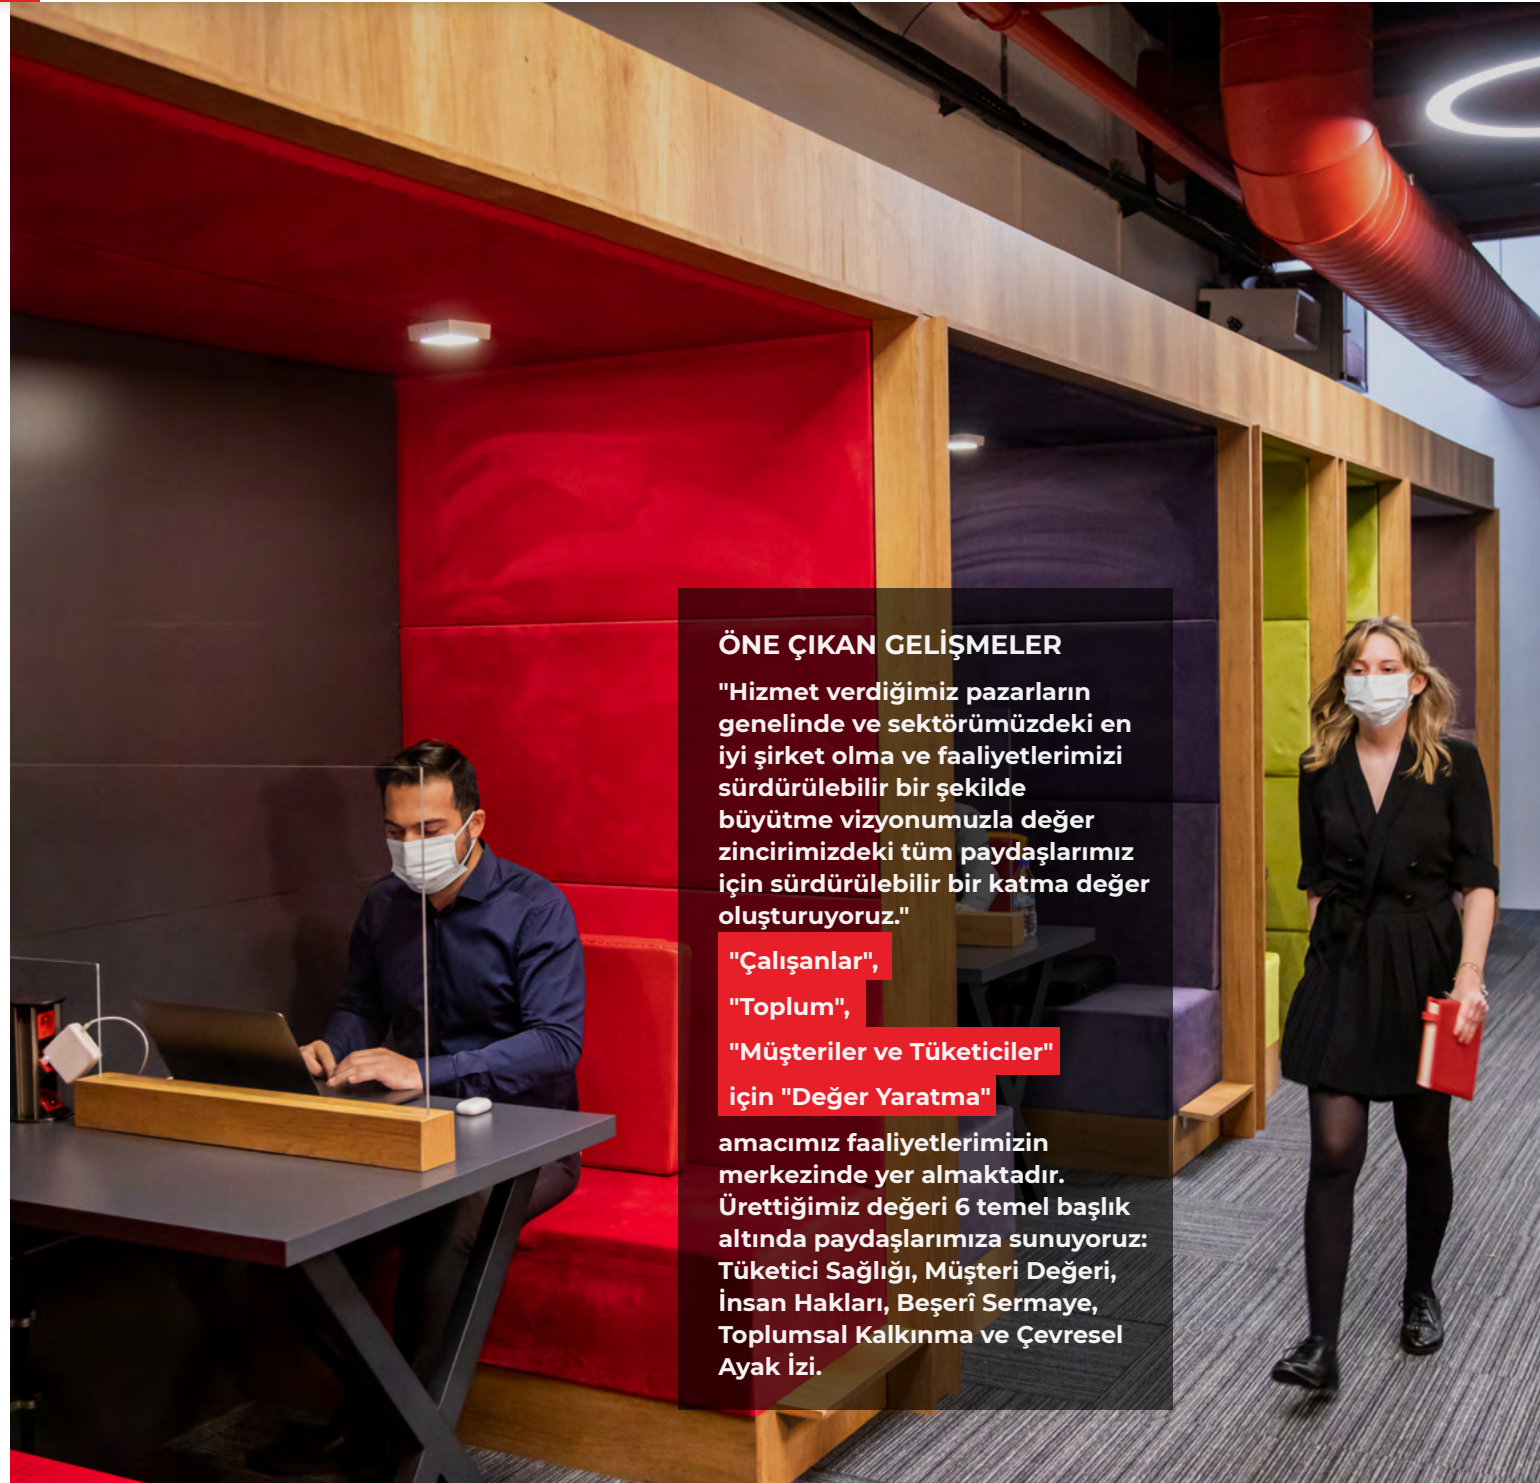 ÖNE ÇIKAN GELİŞMELER
"Hizmet verdiğimiz pazarların
genelinde ve sektörümüzdeki en
iyi şirket olma ve faaliyetlerimizi
sürdürülebilir bir şekilde
büyütme vizyonumuzla değer
zincirimizdeki tüm paydaşlarımız
için sürdürülebilir bir katma değer
oluşturuyoruz."
"Çalışanlar",
"Toplum",
"Müşteriler ve Tüketiciler"
için "Değer Yaratma"
amacımız faaliyetlerimizin
merkezinde yer almaktadır.
Ürettiğimiz değeri 6 temel başlık
altında paydaşlarımıza sunuyoruz:
Tüketici Sağlığı, Müşteri Değeri,
İnsan Hakları, Beşerî Sermaye,
Toplumsal Kalkınma ve Çevresel
Ayak İzi.